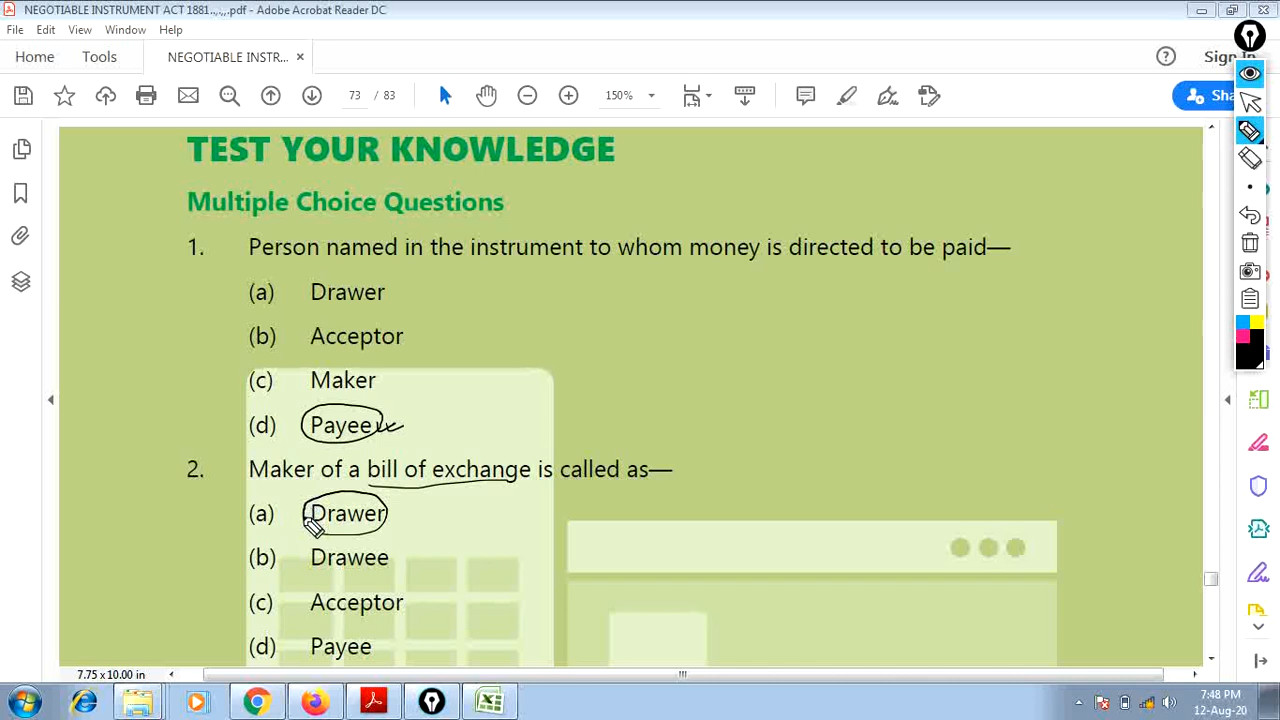 NEGOTIABLE INSTRUMENT ACT 1881..,.,,.pdf - Adobe Acrobat Reader DC
File Edit View Window Help
Home Tools NEGOTIABLE INSTR... × Sign In
73 / 83 150% Sha
TEST YOUR KNOWLEDGE
Multiple Choice Questions
1. Person named in the instrument to whom money is directed to be paid—
(a) Drawer
(b) Acceptor
(c) Maker
(d) Payee
2. Maker of a bill of exchange is called as—
(a) Drawer
(b) Drawee
(c) Acceptor
(d) Payee
7.75 x 10.00 in
7:48 PM
12-Aug-20